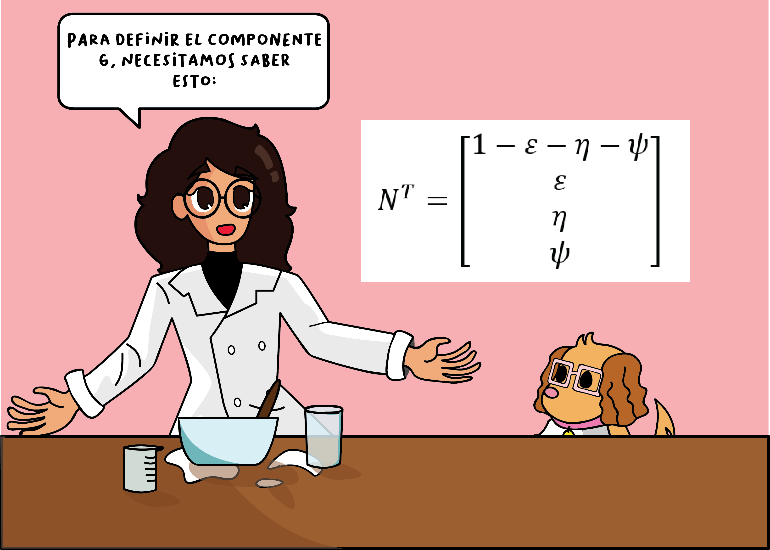 PARA DEFINIR EL COMPONENTE
G, NECESITAMOS SABER
ESTO:
N^T = [1 − ε − η − ψ
ε
η
ψ]